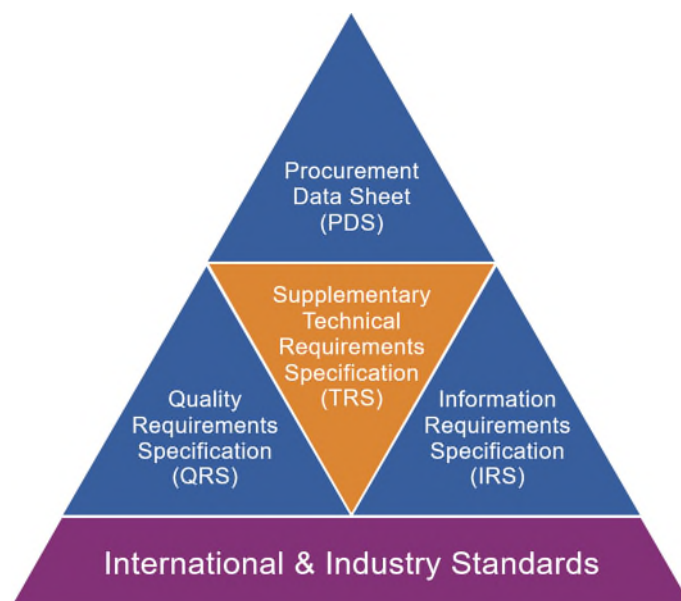 Procurement
Data Sheet
(PDS)
Supplementary
Technical
Requirements
Specification
(TRS)
Quality
Requirements
Specification
(QRS)
Information
Requirements
Specification
(IRS)
International & Industry Standards